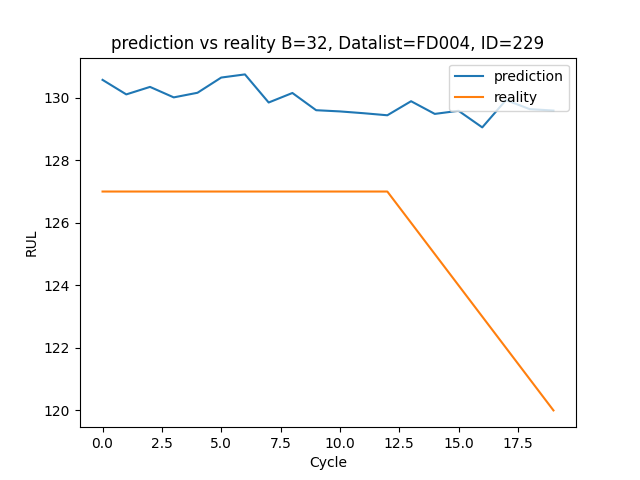 prediction vs reality B=32, Datalist=FD004, ID=229
prediction
reality
RUL
130
128
126
124
122
120
0.0 2.5 5.0 7.5 10.0 12.5 15.0 17.5
Cycle